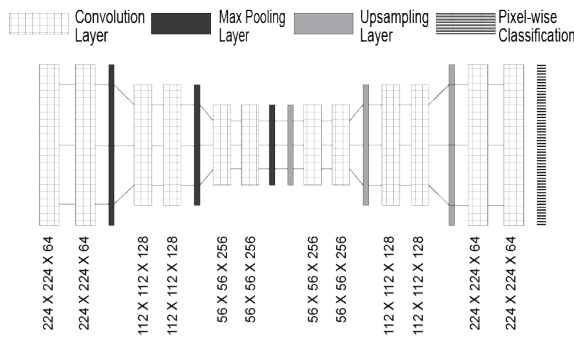 Convolution
Layer
Max Pooling
Layer
Upsampling
Layer
Pixel-wise
Classification
224 X 224 X 64
224 X 224 X 64
112 X 112 X 128
112 X 112 X 128
56 X 56 X 256
56 X 56 X 256
56 X 56 X 256
56 X 56 X 256
112 X 112 X 128
112 X 112 X 128
224 X 224 X 64
224 X 224 X 64